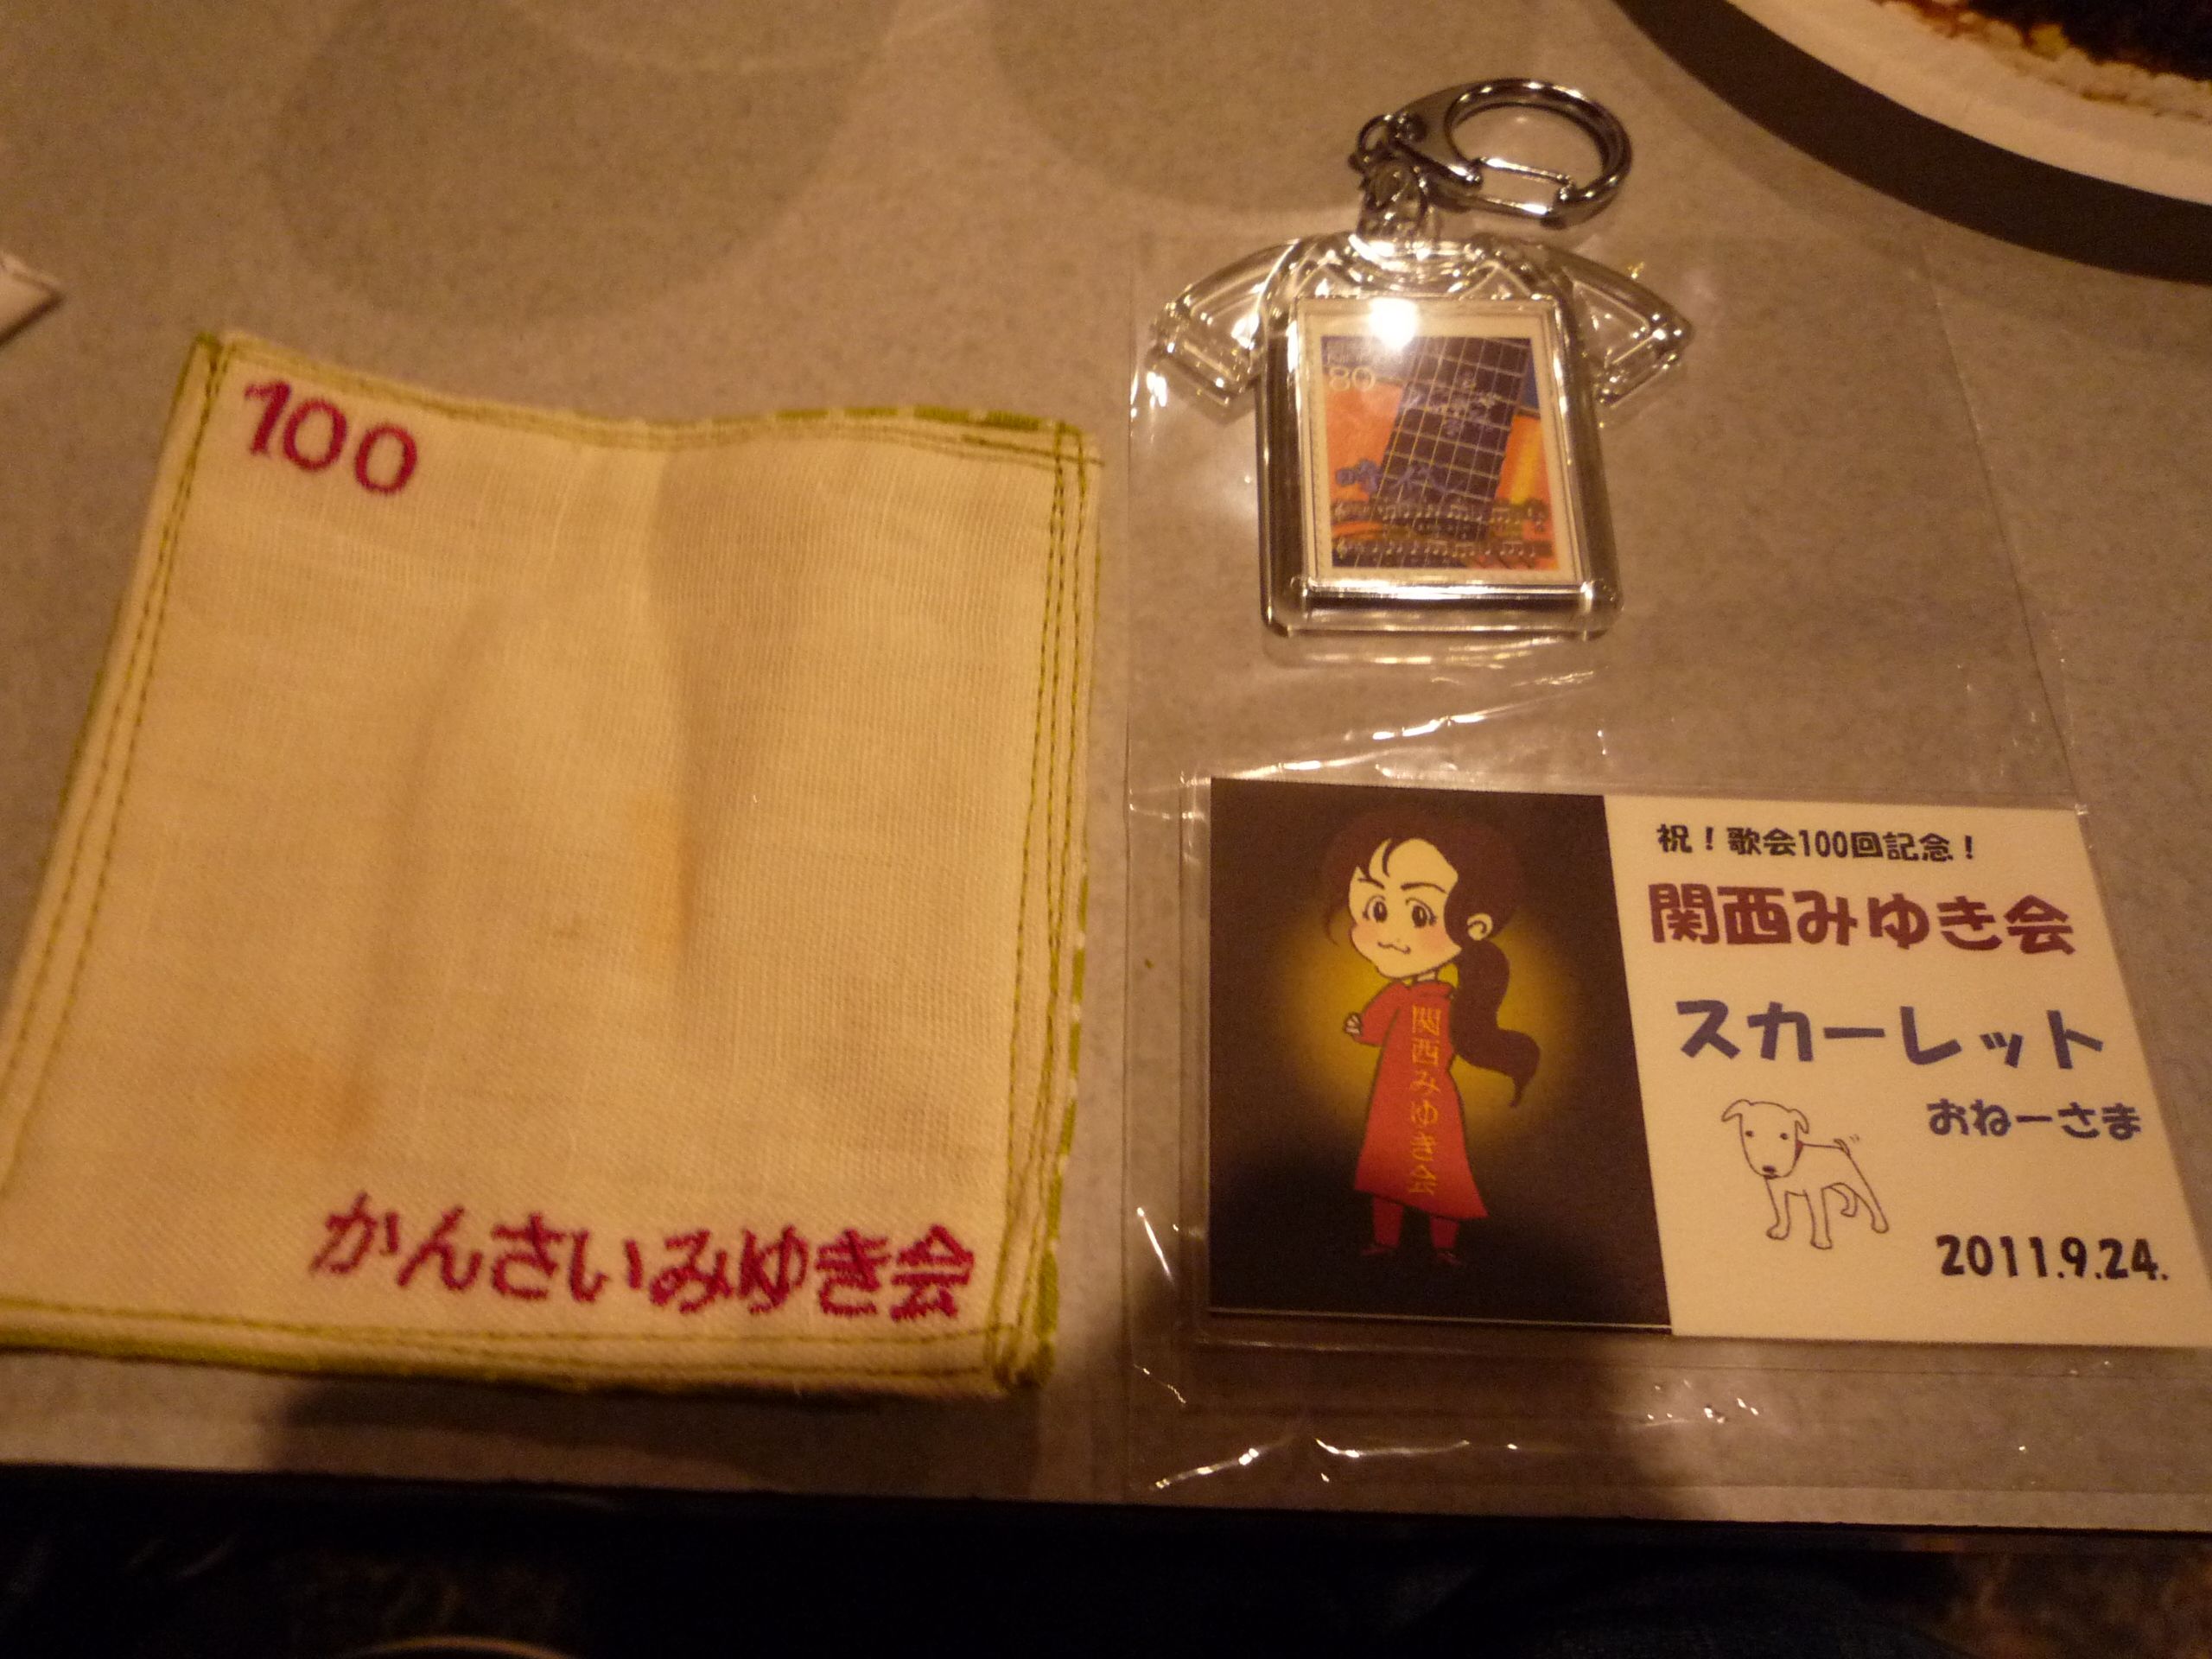 100
かんさいみゆき会
80
祝！歌会100回記念！
関西みゆき会
スカーレット
おねーさま
2011.9.24.
関西みゆき会